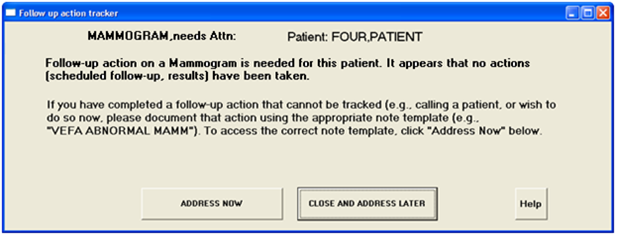 Follow up action tracker
MAMMOGRAM,needs Attn: Patient: FOUR,PATIENT
Follow-up action on a Mammogram is needed for this patient. It appears that no actions
(scheduled follow-up, results) have been taken.
If you have completed a follow-up action that cannot be tracked (e.g., calling a patient, or wish to
do so now, please document that action using the appropriate note template (e.g.,
"VEFA ABNORMAL MAMM"). To access the correct note template, click "Address Now" below.
ADDRESS NOW CLOSE AND ADDRESS LATER Help